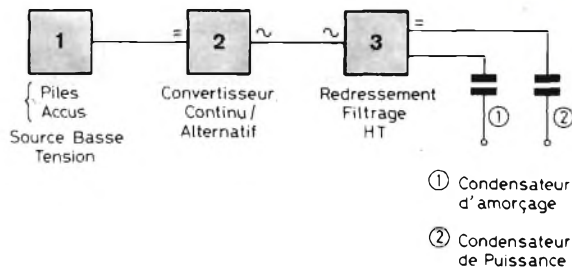 1
=
2
~
~
3
=
Piles
Accus
Source Basse
Tension
Convertisseur
Continu/
Alternatif
Redressement
Filtrage
HT
①
②
① Condensateur
d'amorçage
② Condensateur
de Puissance